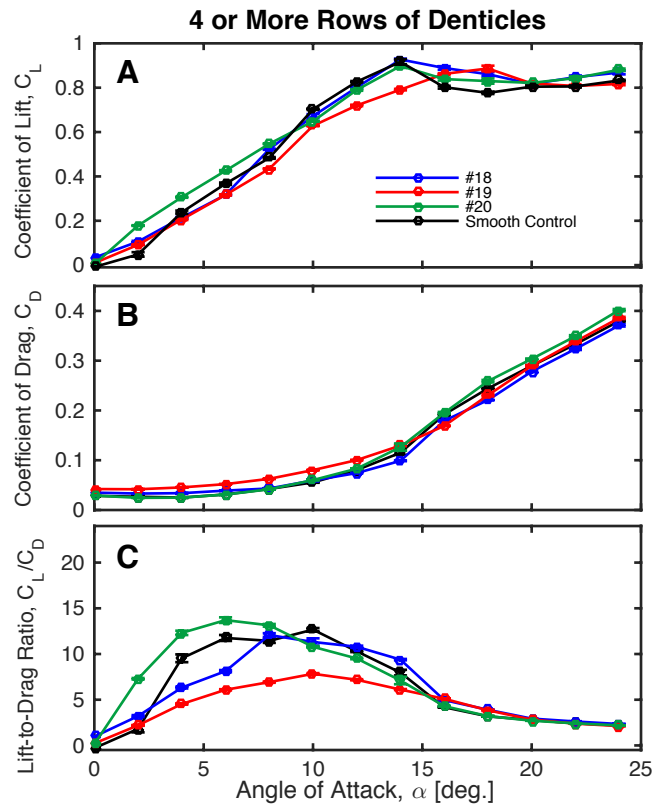 4 or More Rows of Denticles
A
Coefficient of Lift, C_L
1
0.8
0.6
0.4
0.2
0
#18
#19
#20
Smooth Control
B
Coefficient of Drag, C_D
0.4
0.3
0.2
0.1
0
C
Lift-to-Drag Ratio, C_L/C_D
20
15
10
5
0
0 5 10 15 20 25
Angle of Attack, α [deg.]